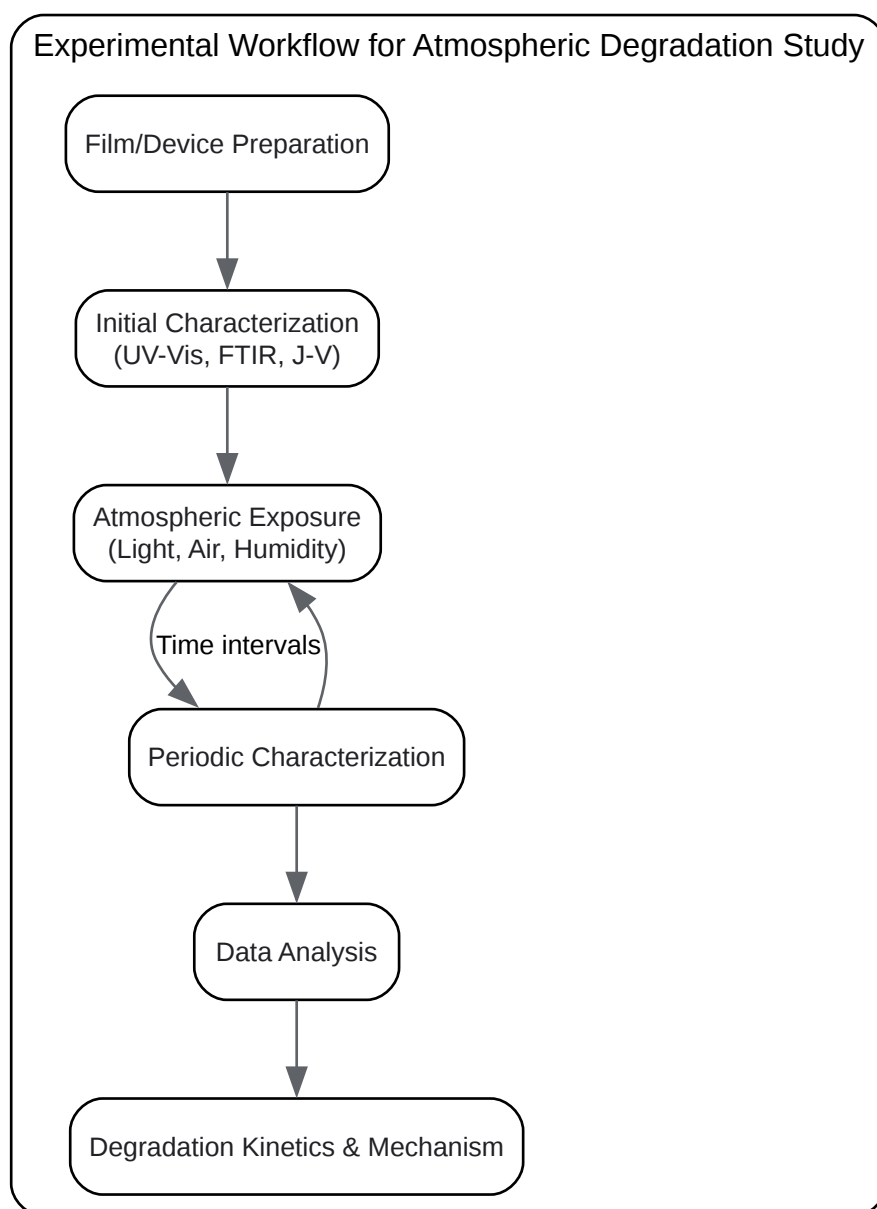 Experimental Workflow for Atmospheric Degradation Study
Film/Device Preparation
Initial Characterization
(UV-Vis, FTIR, J-V)
Atmospheric Exposure
(Light, Air, Humidity)
Time intervals
Periodic Characterization
Data Analysis
Degradation Kinetics & Mechanism